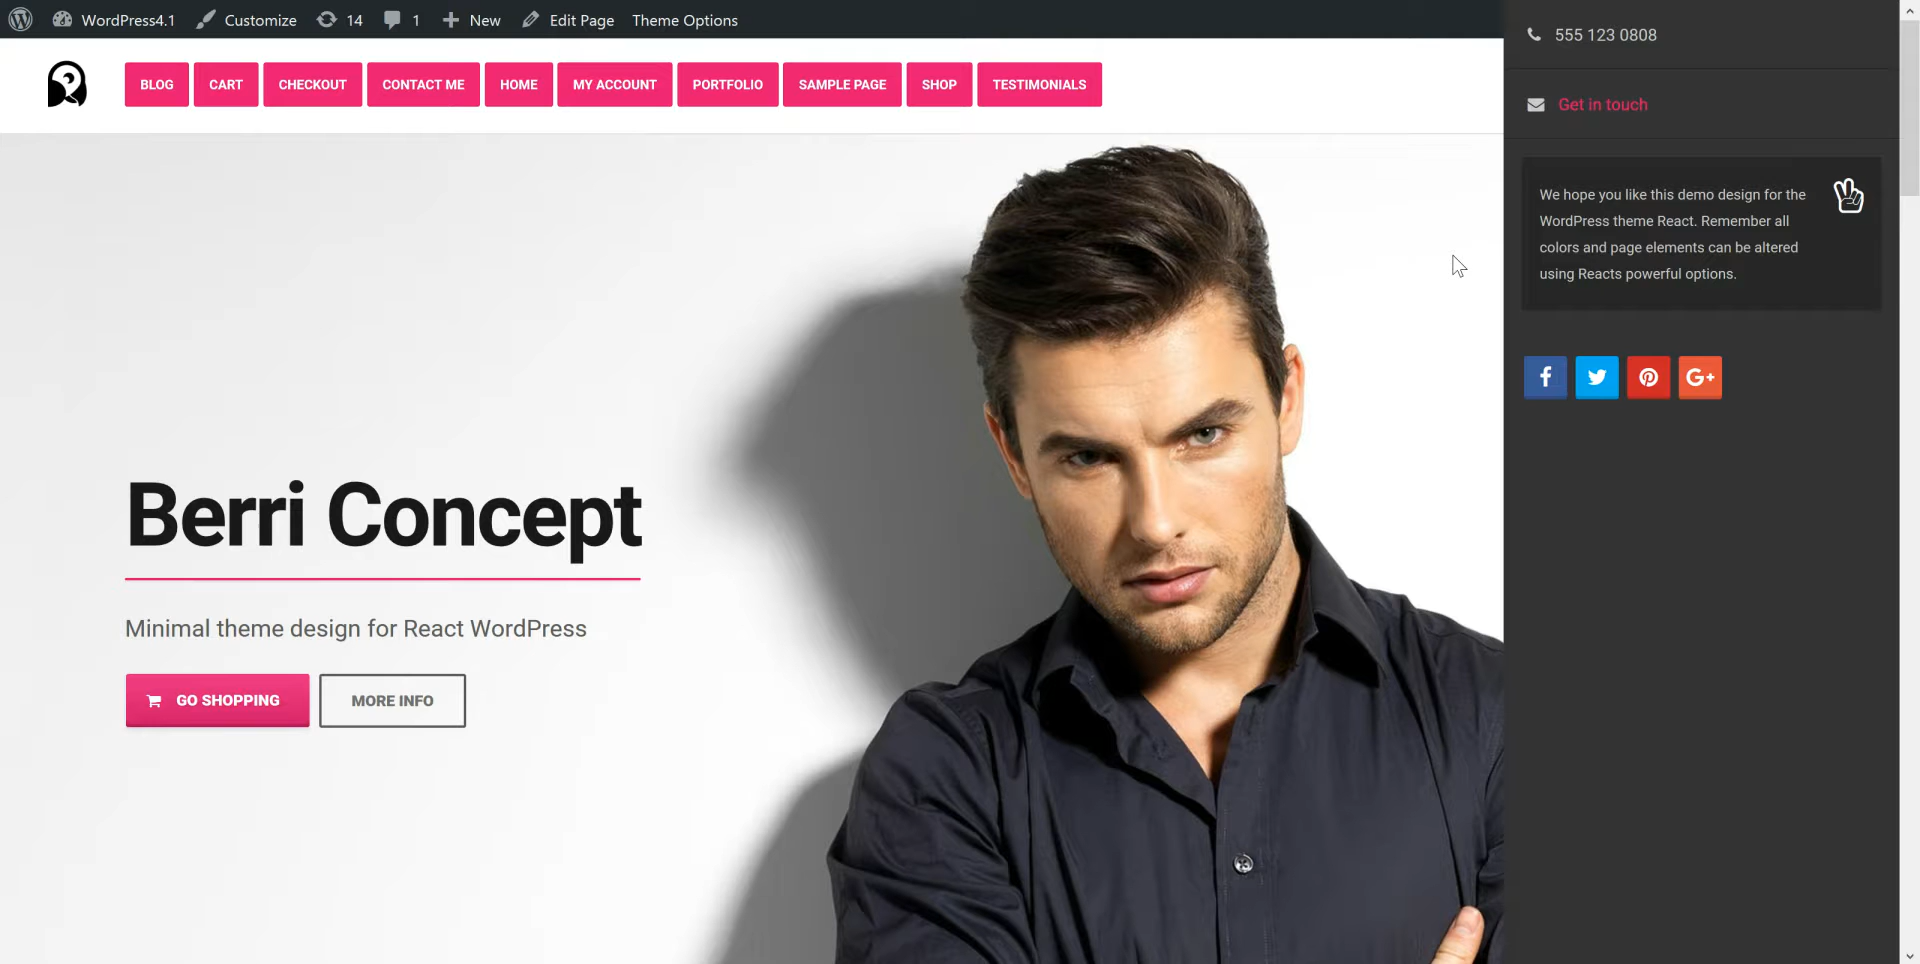 WordPress4.1 Customize 14 1 New Edit Page Theme Options
BLOG CART CHECKOUT CONTACT ME HOME MY ACCOUNT PORTFOLIO SAMPLE PAGE SHOP TESTIMONIALS
Berri Concept
Minimal theme design for React WordPress
GO SHOPPING MORE INFO
555 123 0808
Get in touch
We hope you like this demo design for the
WordPress theme React. Remember all
colors and page elements can be altered
using Reacts powerful options.